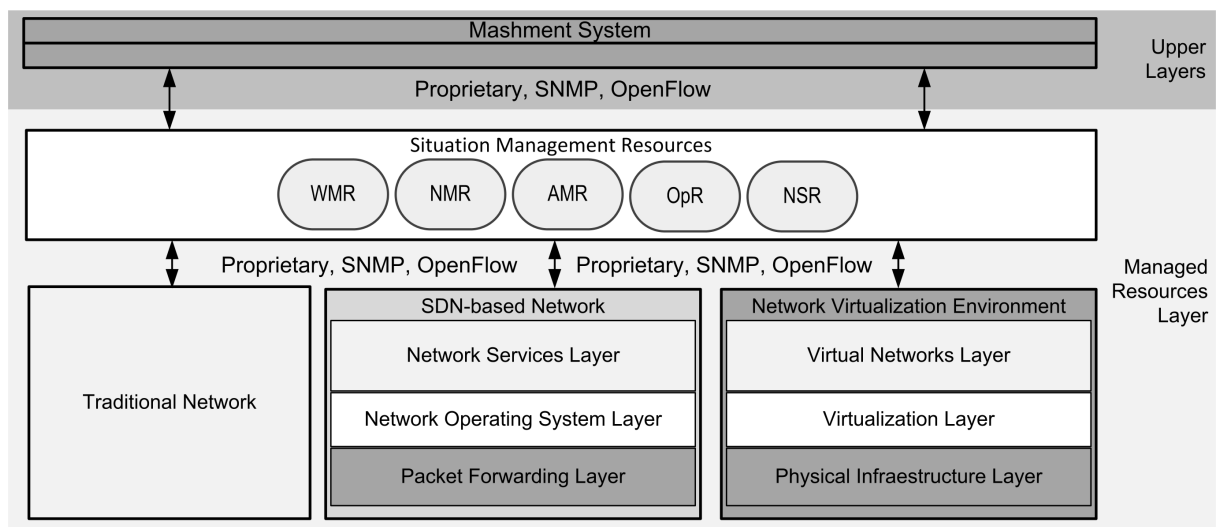 Mashment System
Upper
Layers
Proprietary, SNMP, OpenFlow
Situation Management Resources
WMR NMR AMR OpR NSR
Proprietary, SNMP, OpenFlow Proprietary, SNMP, OpenFlow
Managed
Resources
Layer
Traditional Network
SDN-based Network
Network Services Layer
Network Operating System Layer
Packet Forwarding Layer
Network Virtualization Environment
Virtual Networks Layer
Virtualization Layer
Physical Infraestructure Layer